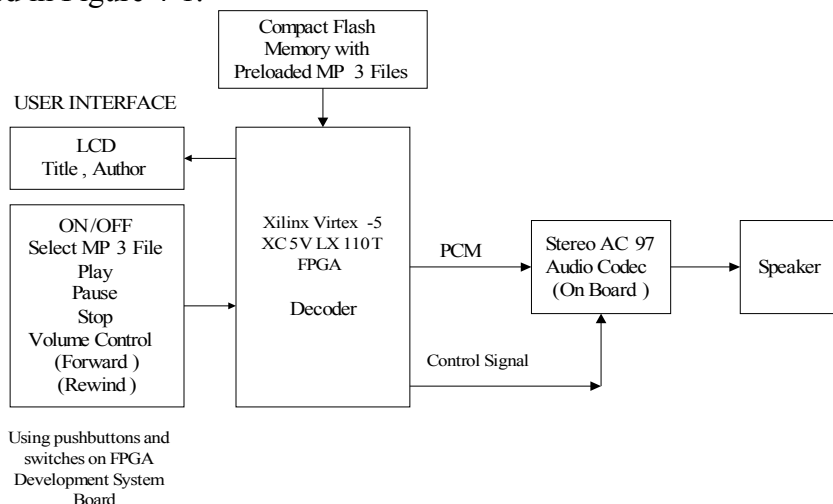 Compact Flash
Memory with
Preloaded MP 3 Files
USER INTERFACE
LCD
Title , Author
ON/OFF
Select MP 3 File
Play
Pause
Stop
Volume Control
(Forward )
(Rewind )
Xilinx Virtex -5
XC 5V LX 110 T
FPGA
Decoder
PCM
Control Signal
Stereo AC 97
Audio Codec
(On Board )
Speaker
Using pushbuttons and
switches on FPGA
Development System
Board